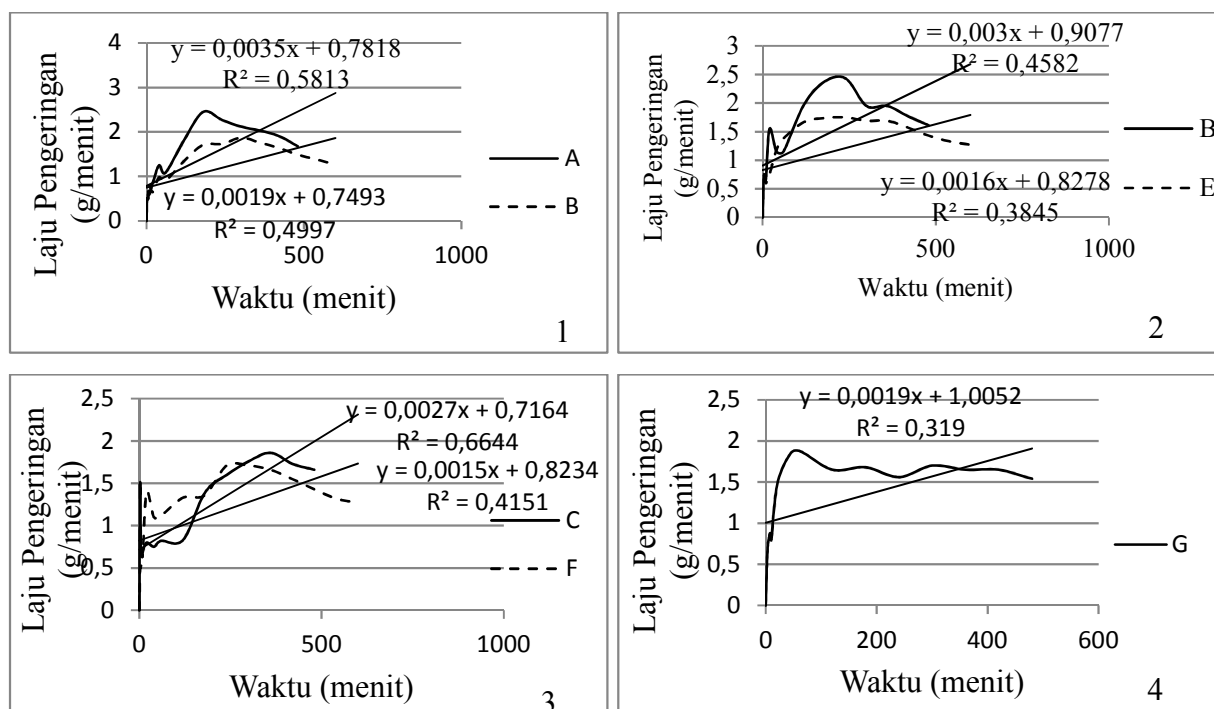 Laju Pengeringan
(g/menit)
4
3
2
1
0
y = 0,0035x + 0,7818
R² = 0,5813
y = 0,0019x + 0,7493
R² = 0,4997
0 500 1000
Waktu (menit)
A
B
1
Laju Pengeringan
(g/menit)
3
2,5
2
1,5
1
0,5
0
y = 0,003x + 0,9077
R² = 0,4582
y = 0,0016x + 0,8278
R² = 0,3845
0 500 1000
Waktu (menit)
B
E
2
Laju Pengeringan
(g/menit)
2,5
2
1,5
1
0,5
0
y = 0,0027x + 0,7164
R² = 0,6644
y = 0,0015x + 0,8234
R² = 0,4151
0 500 1000
Waktu (menit)
C
F
3
Laju Pengeringan
(g/menit)
2,5
2
1,5
1
0,5
0
y = 0,0019x + 1,0052
R² = 0,319
0 200 400 600
Waktu (menit)
G
4